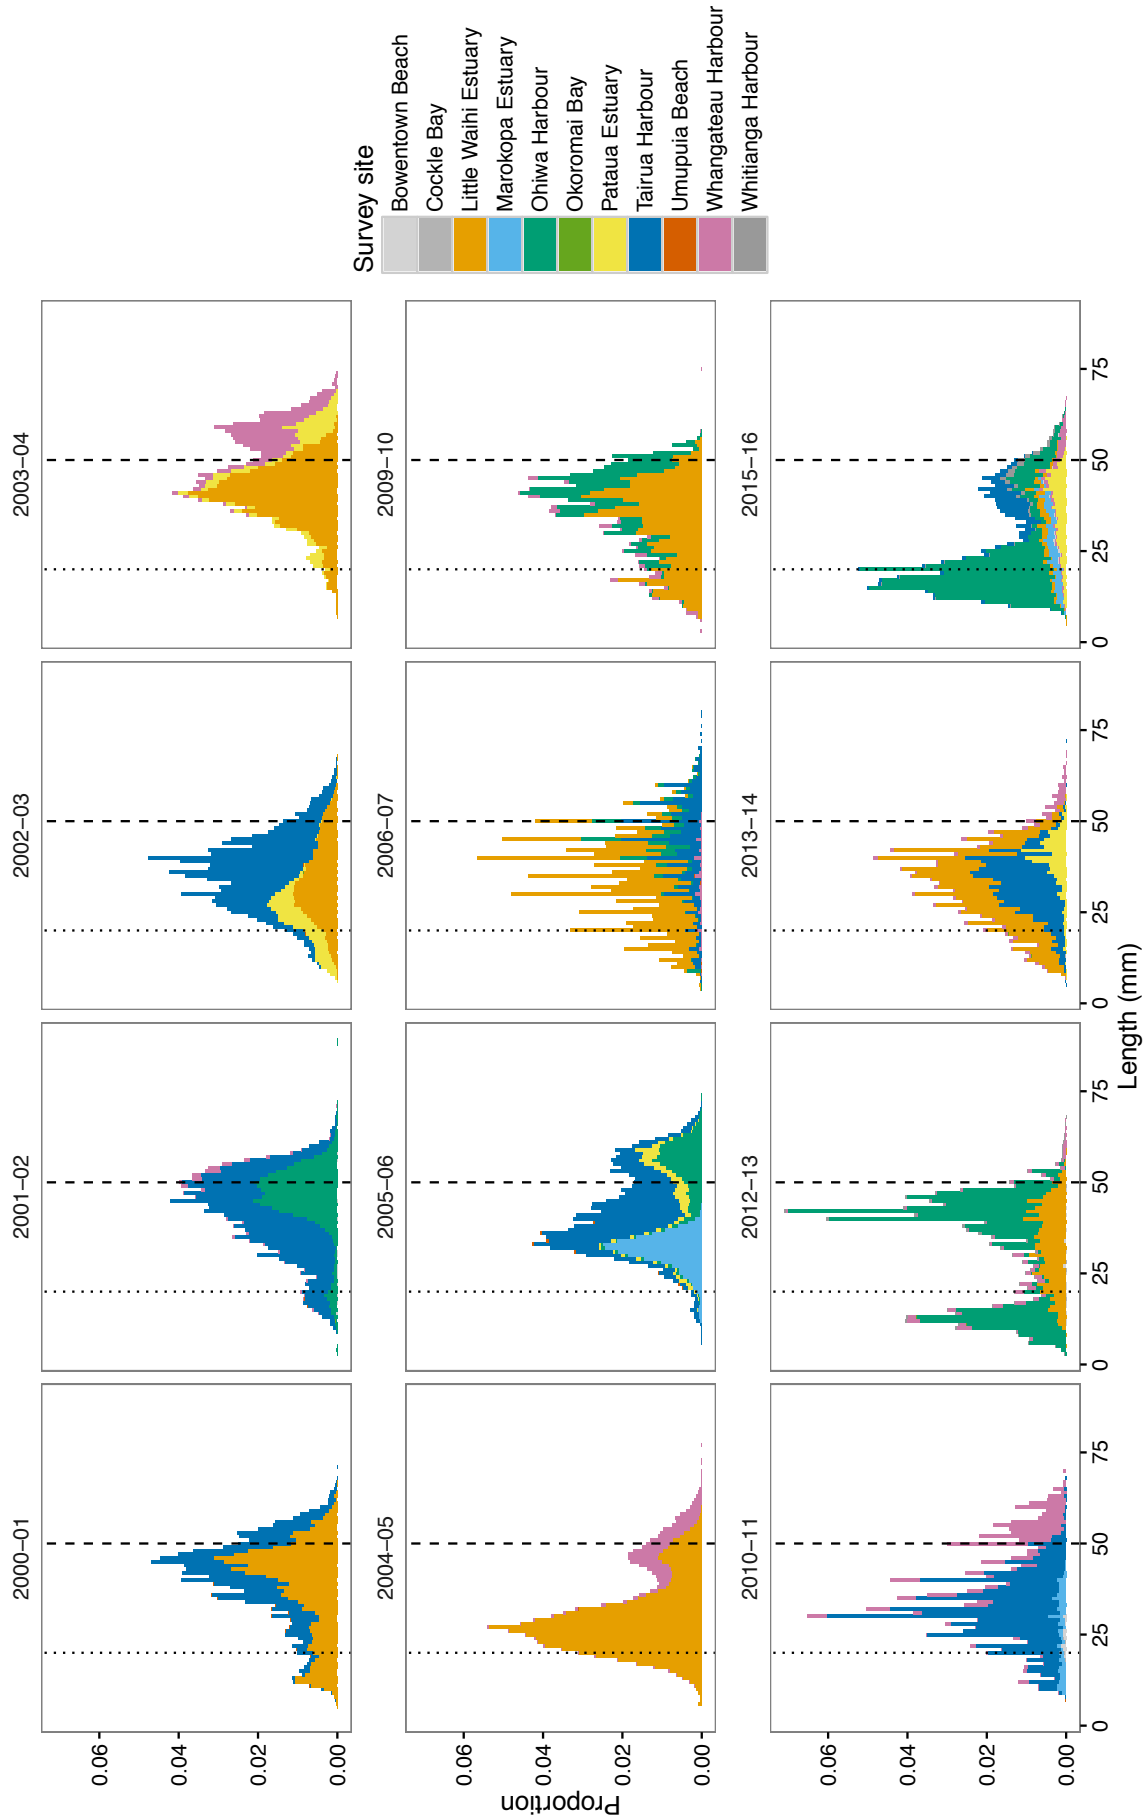 2000–01
2001–02
2002–03
2003–04
2004–05
2005–06
2006–07
2009–10
2010–11
2012–13
2013–14
2015–16
0.00
0.02
0.04
0.06
0.00
0.02
0.04
0.06
0.00
0.02
0.04
0.06
0
25
50
75
0
25
50
75
0
25
50
75
0
25
50
75
Length (mm)
Proportion
Survey site
Bowentown Beach
Cockle Bay
Little Waihi Estuary
Marokopa Estuary
Ohiwa Harbour
Okoromai Bay
Pataua Estuary
Tairua Harbour
Umupuia Beach
Whangateau Harbour
Whitianga Harbour